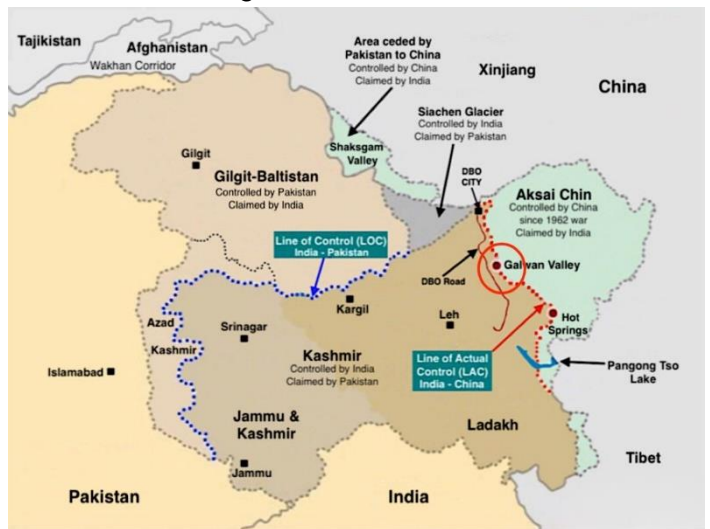 Tajikistan
Afghanistan
Wakhan Corridor
Area ceded by
Pakistan to China
Controlled by China
Claimed by India
Xinjiang
China
Siachen Glacier
Controlled by India
Claimed by Pakistan
Shaksgam
Valley
Gilgit
Gilgit-Baltistan
Controlled by Pakistan
Claimed by India
DBO
CITY
Aksai Chin
Controlled by China
since 1962 war
Claimed by India
Line of Control (LOC)
India - Pakistan
Galwan Valley
DBO Road
Kargil
Leh
Hot
Springs
Azad
Kashmir
Srinagar
Islamabad
Kashmir
Controlled by India
Claimed by Pakistan
Line of Actual
Control (LAC)
India - China
Pangong Tso
Lake
Jammu &
Kashmir
Ladakh
Jammu
Tibet
Pakistan
India